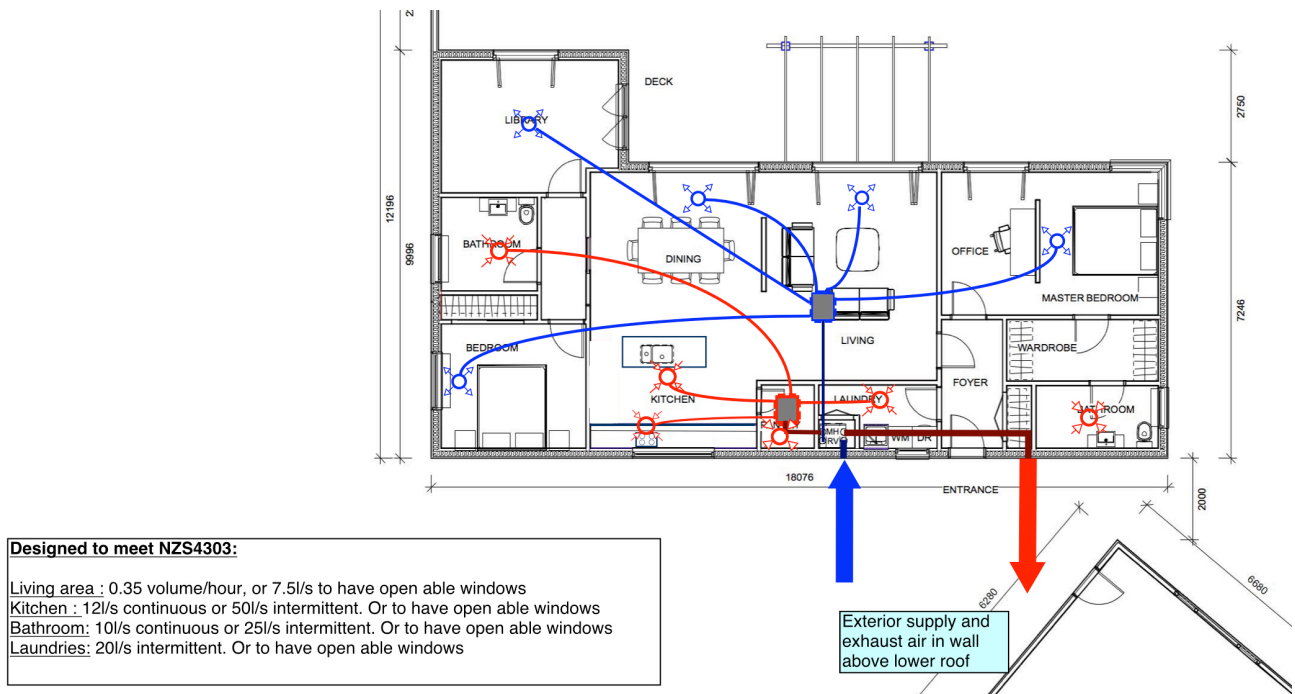 DECK
2750
LIBRARY
12196
9996
BATHROOM
DINING
OFFICE
MASTER BEDROOM
7246
BEDROOM
LIVING
WARDROBE
FOYER
KITCHEN
LAUNDRY
BATHROOM
WM DR
18076
ENTRANCE
2000
6280
6680
Designed to meet NZS4303:
Living area : 0.35 volume/hour, or 7.5l/s to have open able windows
Kitchen : 12l/s continuous or 50l/s intermittent. Or to have open able windows
Bathroom: 10l/s continuous or 25l/s intermittent. Or to have open able windows
Laundries: 20l/s intermittent. Or to have open able windows
Exterior supply and
exhaust air in wall
above lower roof